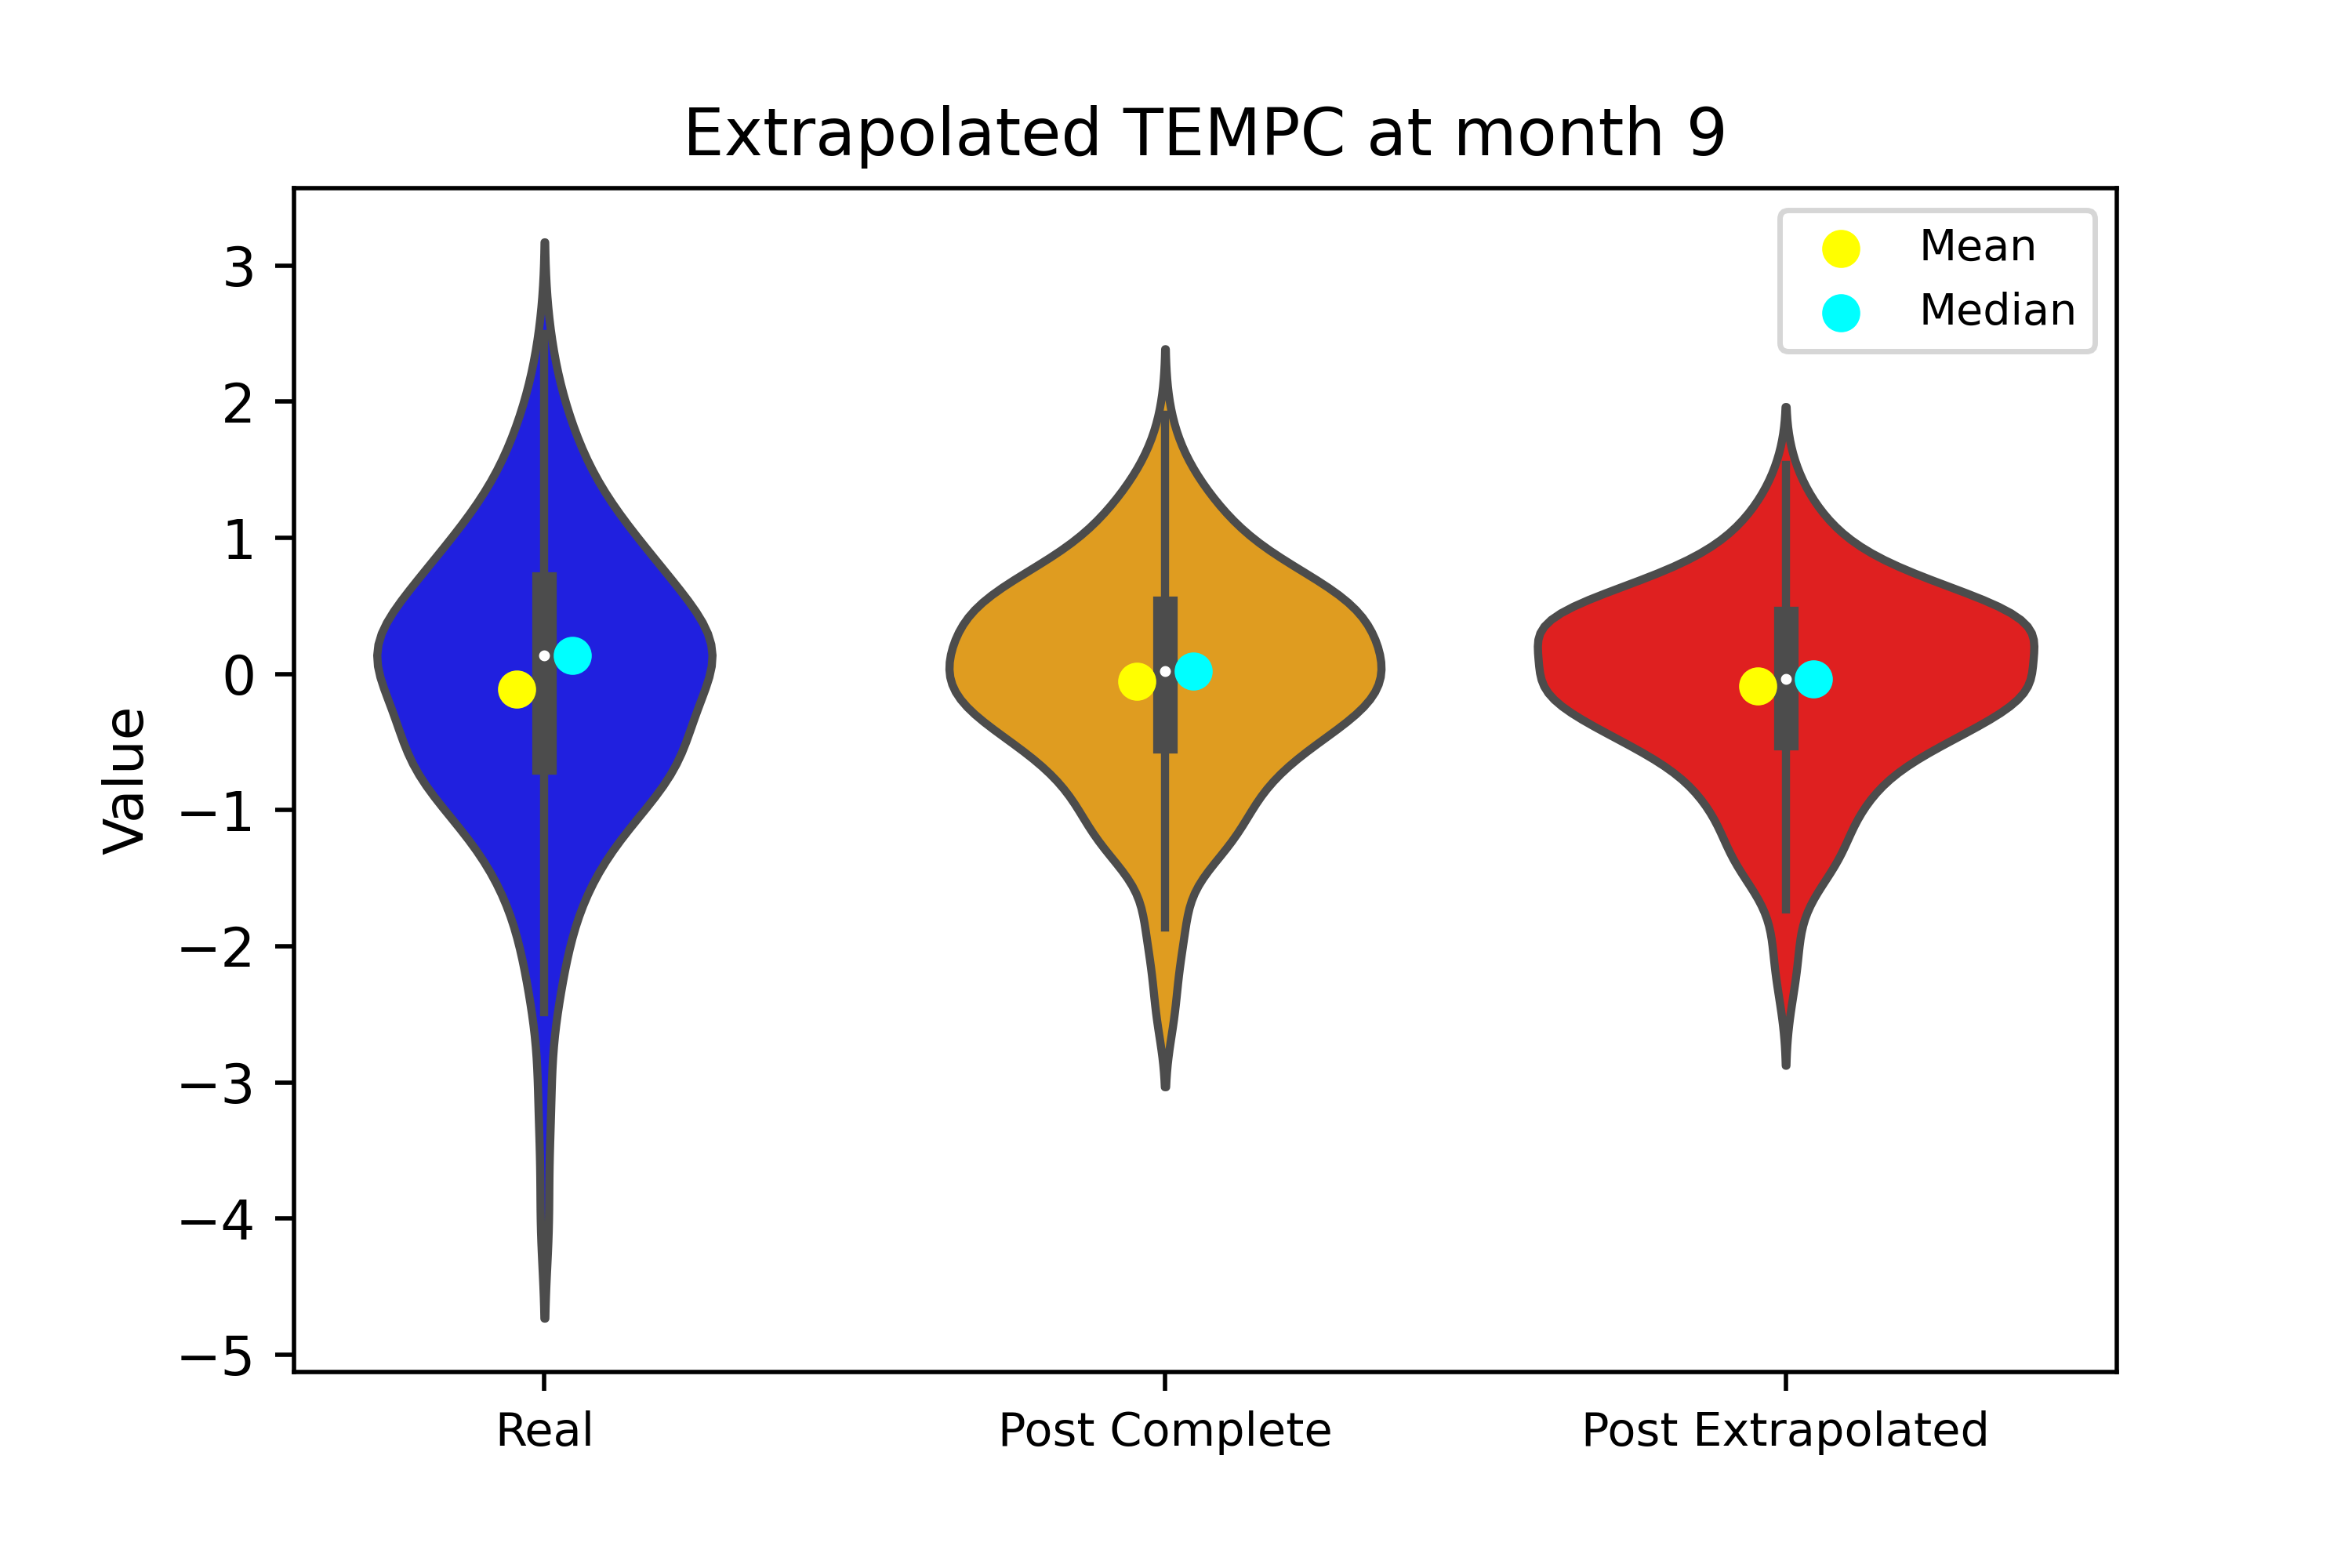 Extrapolated TEMPC at month 9
Mean
Median
3
2
1
0
−1
−2
−3
−4
−5
Value
Real
Post Complete
Post Extrapolated